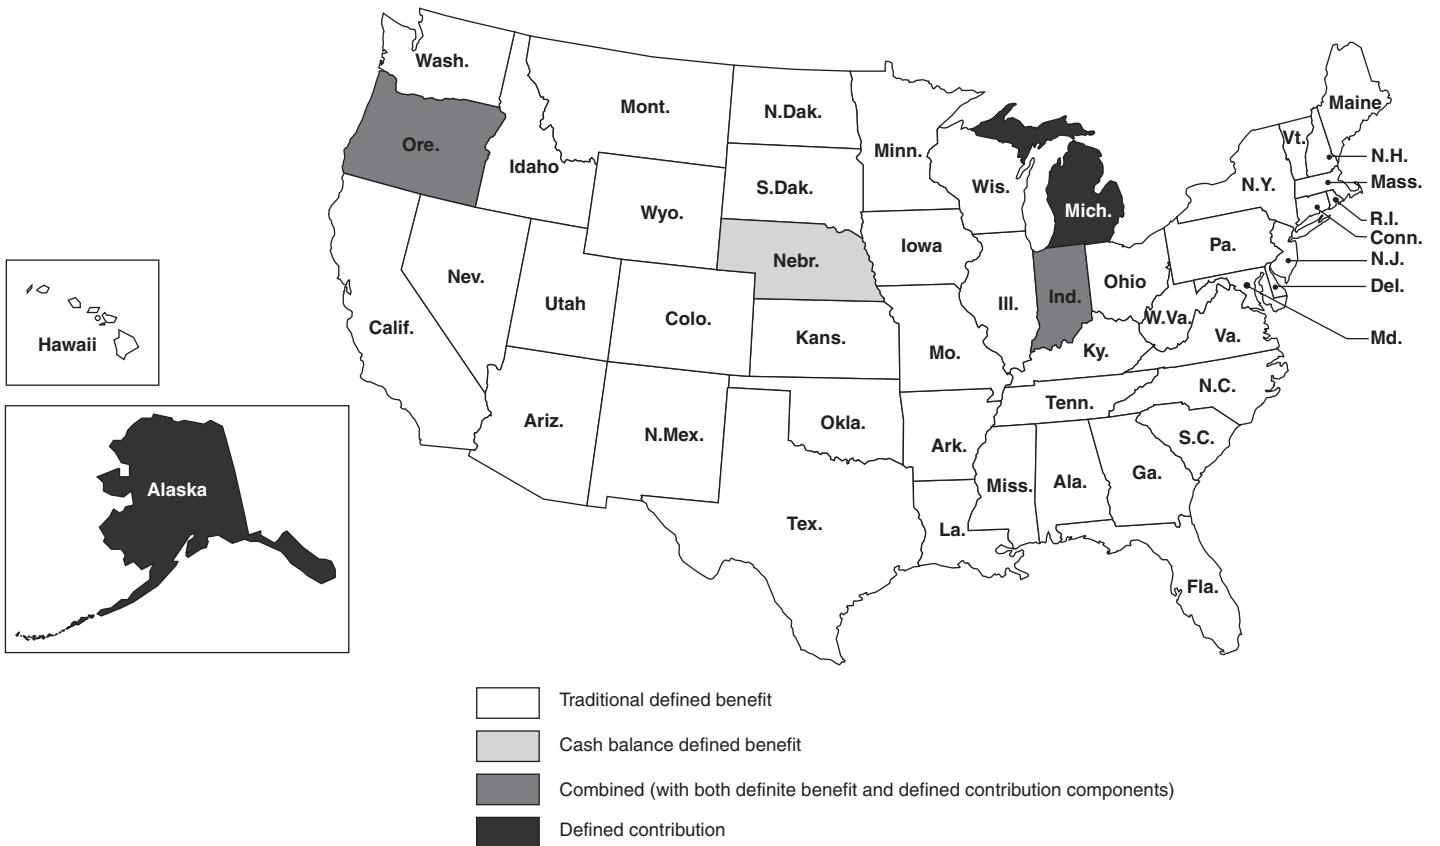 Wash.
Maine
Mont.
N.Dak.
Vt.
Ore.
Minn.
N.H.
Idaho
Mass.
S.Dak.
Wis.
N.Y.
Wyo.
Mich.
R.I.
Conn.
Iowa
Pa.
N.J.
Nebr.
Nev.
Ohio
Del.
Utah
Ill.
Ind.
Colo.
W.Va.
Calif.
Kans.
Va.
Md.
Hawaii
Mo.
Ky.
N.C.
Tenn.
Ariz.
Okla.
N.Mex.
S.C.
Ark.
Ga.
Alaska
Miss.
Ala.
Tex.
La.
Fla.
Traditional defined benefit
Cash balance defined benefit
Combined (with both definite benefit and defined contribution components)
Defined contribution